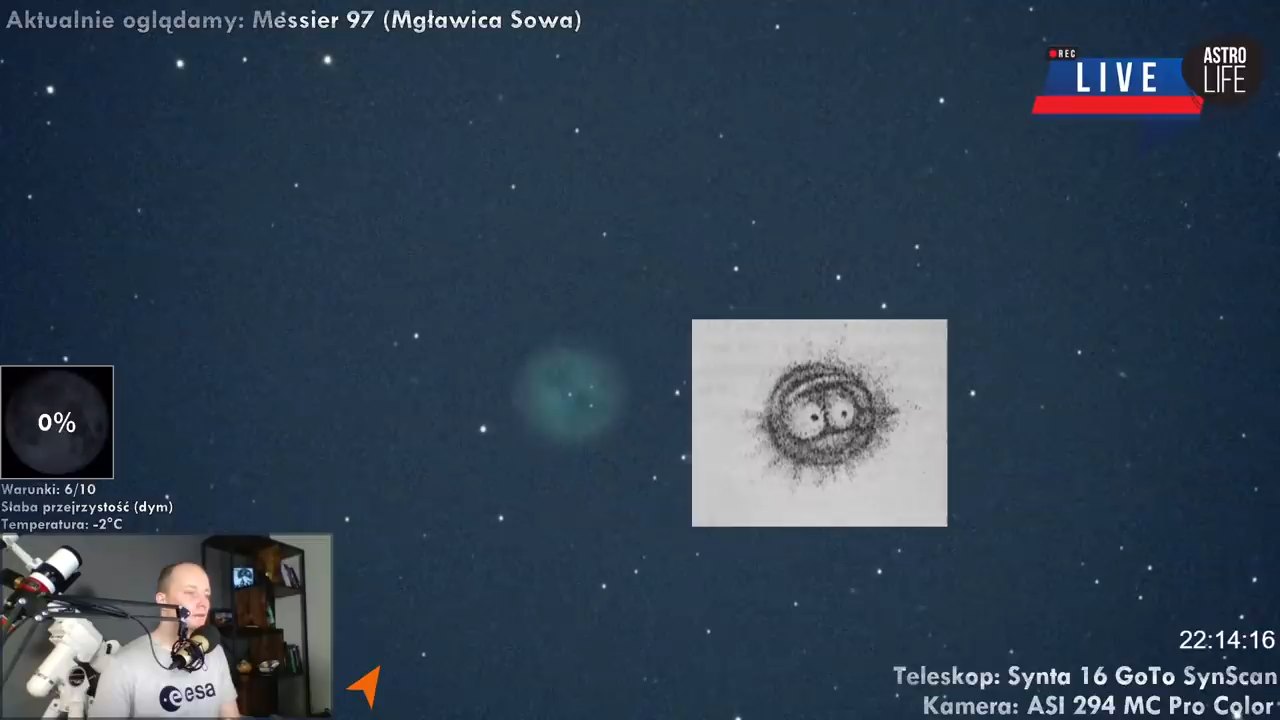 Aktualnie oglądamy: Messier 97 (Mgławica Sowa)
REC
LIVE
ASTRO
LIFE
0%
Warunki: 6/10
Słaba przejrzystość (dym)
Temperatura: -2°C
esa
22:14:16
Teleskop: Synta 16 GoTo SynScan
Kamera: ASI 294 MC Pro Color